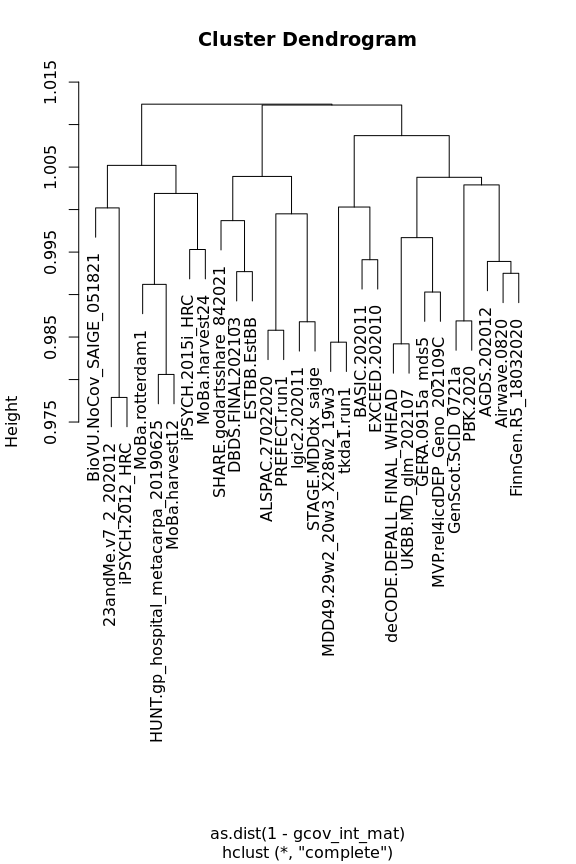 Cluster Dendrogram
1.015
1.005
0.995
0.985
0.975
Height
BioVU.NoCov_SAIGE_051821
23andMe.v7_2_202012
iPSYCH.2012_HRC
MoBa.rotterdam1
HUNT.gp_hospital_metacarpa_20190625
MoBa.harvest12
iPSYCH.2015i_HRC
MoBa.harvest24
SHARE.godartsshare_842021
DBDS.FINAL202103
ESTBB.EstBB
ALSPAC.27022020
PREFECT.run1
lgic2.202011
STAGE.MDDdx_saige
MDD49.29w2_20w3_X28w2_19w3
tkda1.run1
BASIC.202011
EXCEED.202010
deCODE.DEPALL_FINAL_WHEAD
UKBB.MD_glm_202107
GERA.0915a_mds5
MVP.rel4icdDEP_Geno_202109C
GenScot.SCID_0721a
PBK.2020
AGDS.202012
Airwave.0820
FinnGen.R5_18032020
as.dist(1 - gcov_int_mat)
hclust (*, "complete")